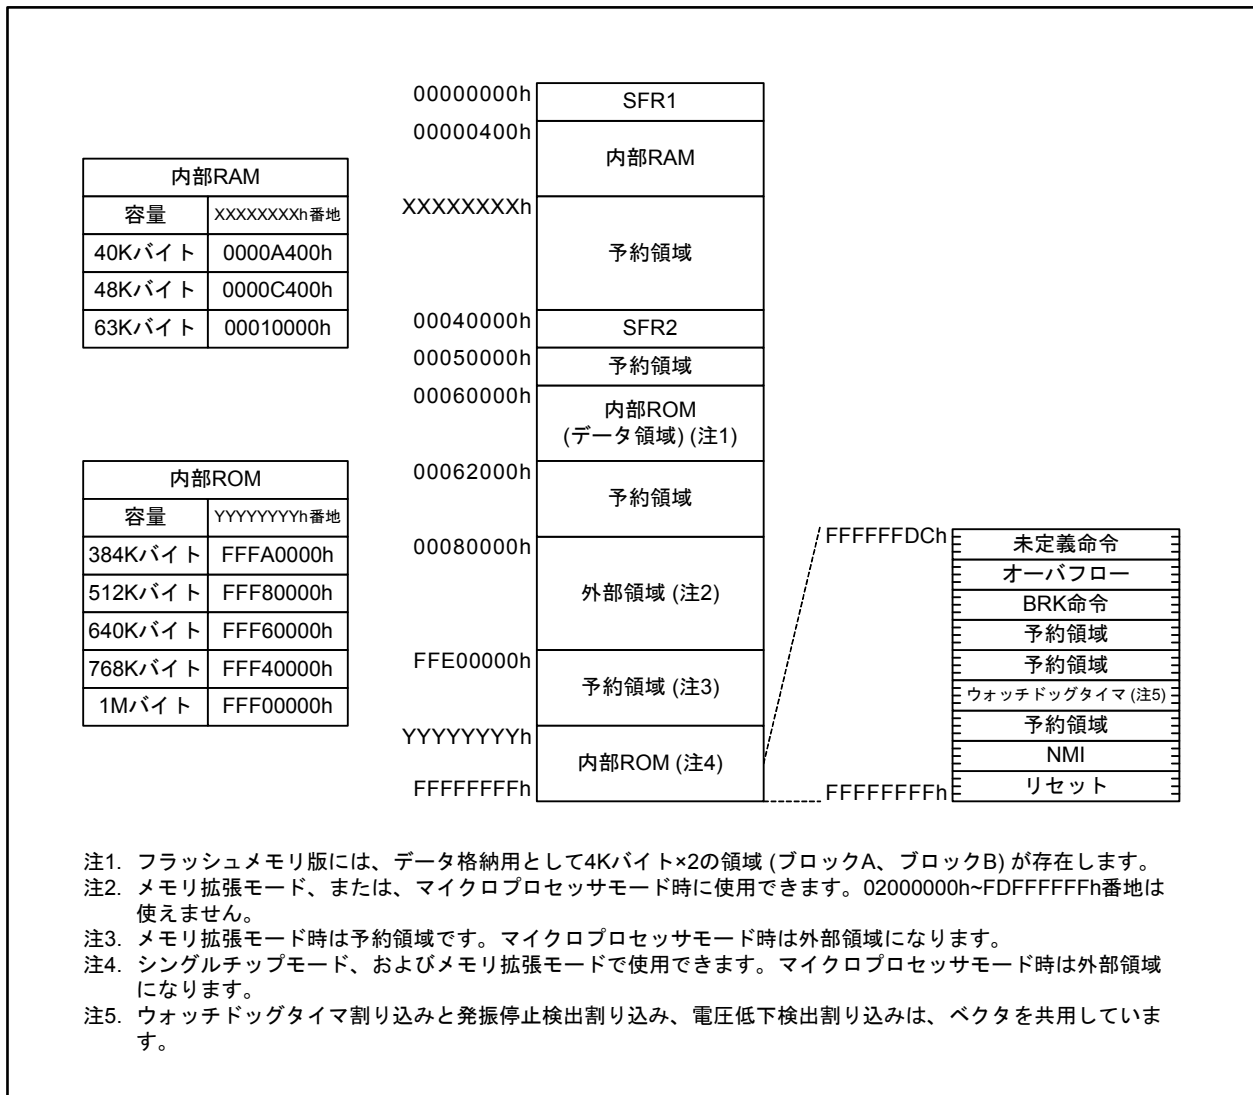 内部RAM
容量 XXXXXXXXh番地
40Kバイト 0000A400h
48Kバイト 0000C400h
63Kバイト 00010000h
内部ROM
容量 YYYYYYYYh番地
384Kバイト FFFA0000h
512Kバイト FFF80000h
640Kバイト FFF60000h
768Kバイト FFF40000h
1Mバイト FFF00000h
00000000h
SFR1
00000400h
内部RAM
XXXXXXXXh
予約領域
00040000h
SFR2
00050000h
予約領域
00060000h
内部ROM
(データ領域) (注1)
00062000h
予約領域
00080000h
外部領域 (注2)
FFE00000h
予約領域 (注3)
YYYYYYYYh
内部ROM (注4)
FFFFFFFFh
FFFFFFDCh
未定義命令
オーバフロー
BRK命令
予約領域
予約領域
ウォッチドッグタイマ (注5)
予約領域
NMI
リセット
FFFFFFFFh
注1. フラッシュメモリ版には、データ格納用として4Kバイト×2の領域 (ブロックA、ブロックB) が存在します。
注2. メモリ拡張モード、または、マイクロプロセッサモード時に使用できます。02000000h~FDFFFFFFh番地は
使えません。
注3. メモリ拡張モード時は予約領域です。マイクロプロセッサモード時は外部領域になります。
注4. シングルチップモード、およびメモリ拡張モードで使用できます。マイクロプロセッサモード時は外部領域
になります。
注5. ウォッチドッグタイマ割り込みと発振停止検出割り込み、電圧低下検出割り込みは、ベクタを共用していま
す。